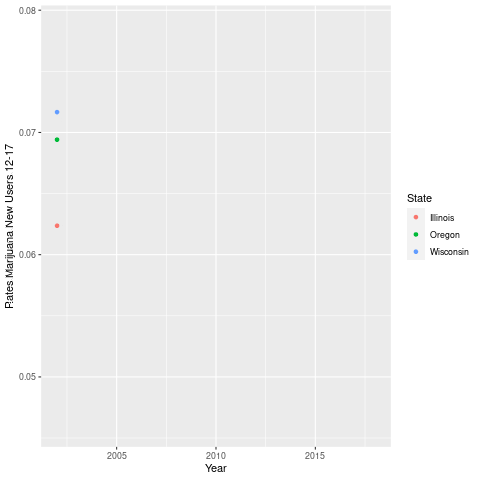 0.08
0.07
0.06
0.05
Rates Marijuana New Users 12-17
2005
2010
2015
Year
State
Illinois
Oregon
Wisconsin